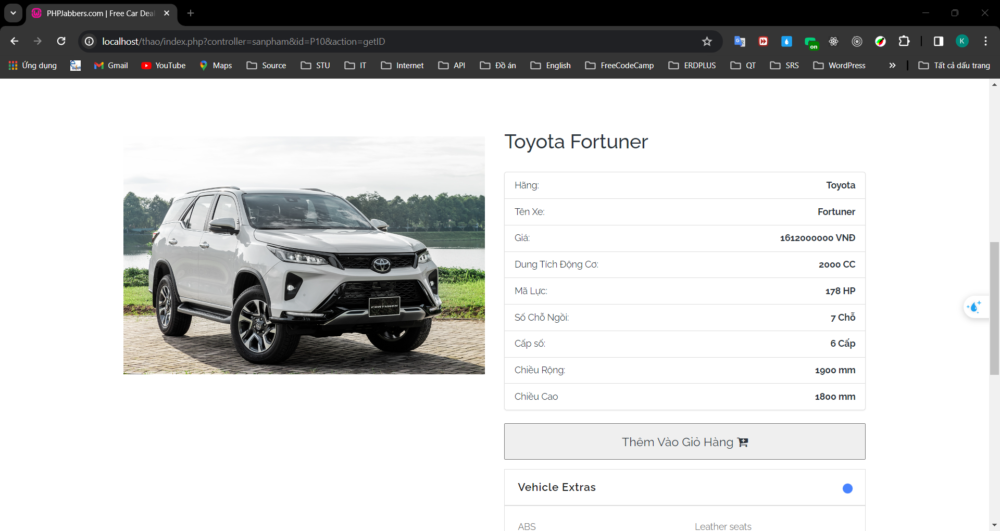 PHPJabbers.com | Free Car Deal
localhost/thao/index.php?controller=sanpham&id=P10&action=getID
on
K
Ứng dụng
Gmail
YouTube
Maps
Source
STU
IT
Internet
API
Đồ án
English
FreeCodeCamp
ERDPLUS
QT
SRS
WordPress
Tất cả dấu trang
Toyota Fortuner
Hãng: Toyota
Tên Xe: Fortuner
Giá: 1612000000 VNĐ
Dung Tích Động Cơ: 2000 CC
Mã Lực: 178 HP
Số Chỗ Ngồi: 7 Chỗ
Cấp số: 6 Cấp
Chiều Rộng: 1900 mm
Chiều Cao 1800 mm
FORTUNER
Thêm Vào Giỏ Hàng
Vehicle Extras
ABS Leather seats